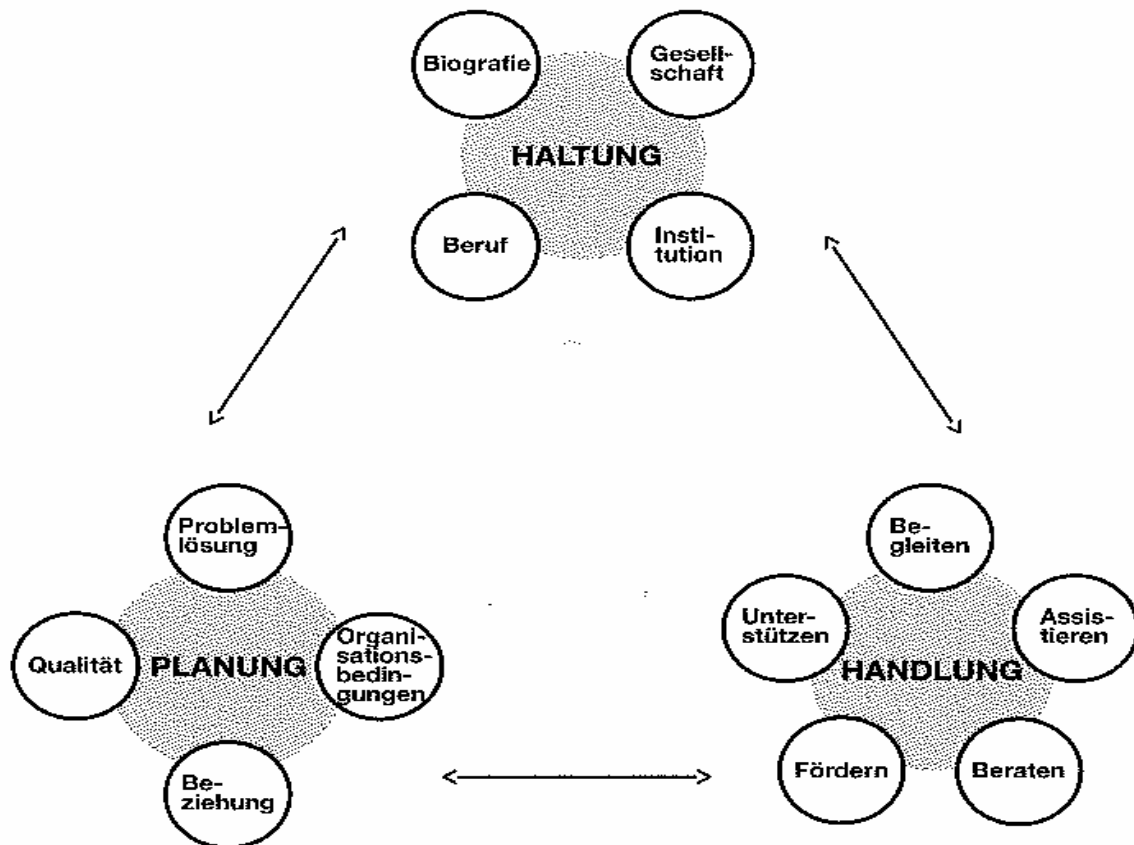 Biografie
Gesell-
schaft
HALTUNG
Beruf
Insti-
tution
Problem-
lösung
Qualität
PLANUNG
Organi-
sations-
bedin-
gungen
Be-
ziehung
Be-
gleiten
Unter-
stützen
Assis-
tieren
HANDLUNG
Fördern
Beraten